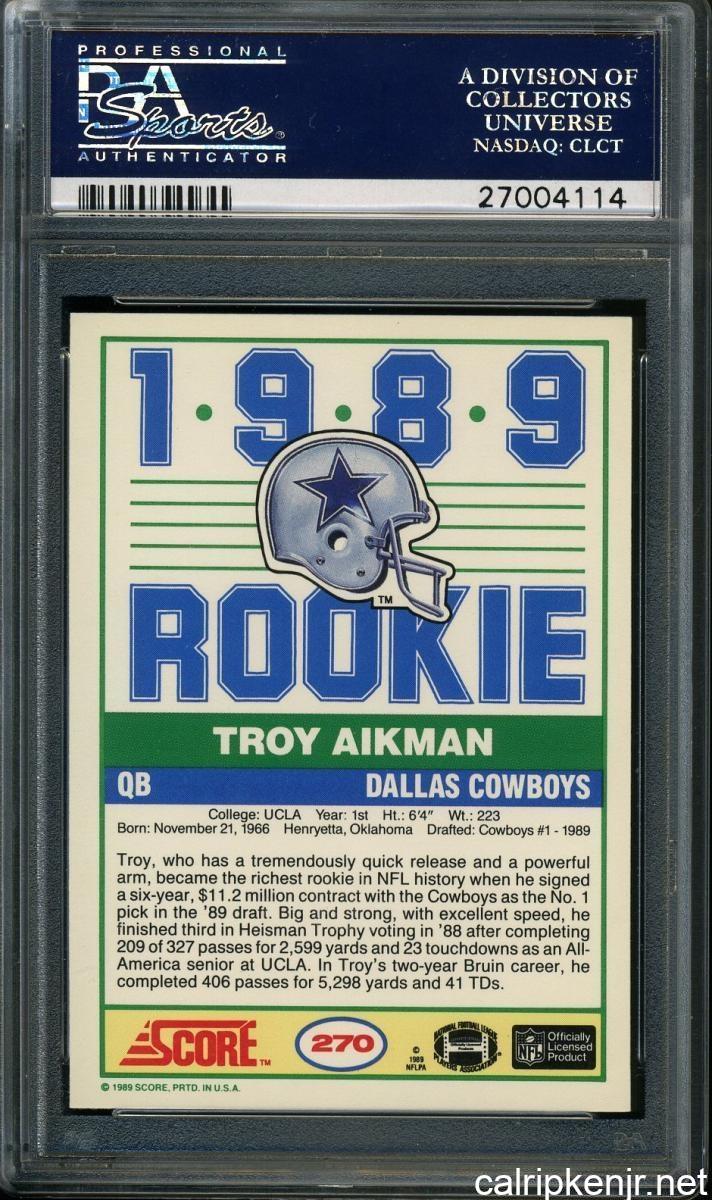 PROFESSIONAL
PSA
Sports
AUTHENTICATOR
A DIVISION OF
COLLECTORS
UNIVERSE
NASDAQ: CLCT
27004114
1·9·8·9
TM
ROOKIE
TROY AIKMAN
QB DALLAS COWBOYS
College: UCLA Year: 1st Ht.: 6'4" Wt.: 223
Born: November 21, 1966 Henryetta, Oklahoma Drafted: Cowboys #1 - 1989
Troy, who has a tremendously quick release and a powerful
arm, became the richest rookie in NFL history when he signed
a six-year, $11.2 million contract with the Cowboys as the No. 1
pick in the '89 draft. Big and strong, with excellent speed, he
finished third in Heisman Trophy voting in '88 after completing
209 of 327 passes for 2,599 yards and 23 touchdowns as an All-
America senior at UCLA. In Troy's two-year Bruin career, he
completed 406 passes for 5,298 yards and 41 TDs.
SCORE TM
270
© 1989 NFLPA
NATIONAL FOOTBALL LEAGUE
PLAYERS ASSOCIATION
NFL
Officially
Licensed
Product
© 1989 SCORE, PRTD. IN U.S.A.
calripkenjr.net